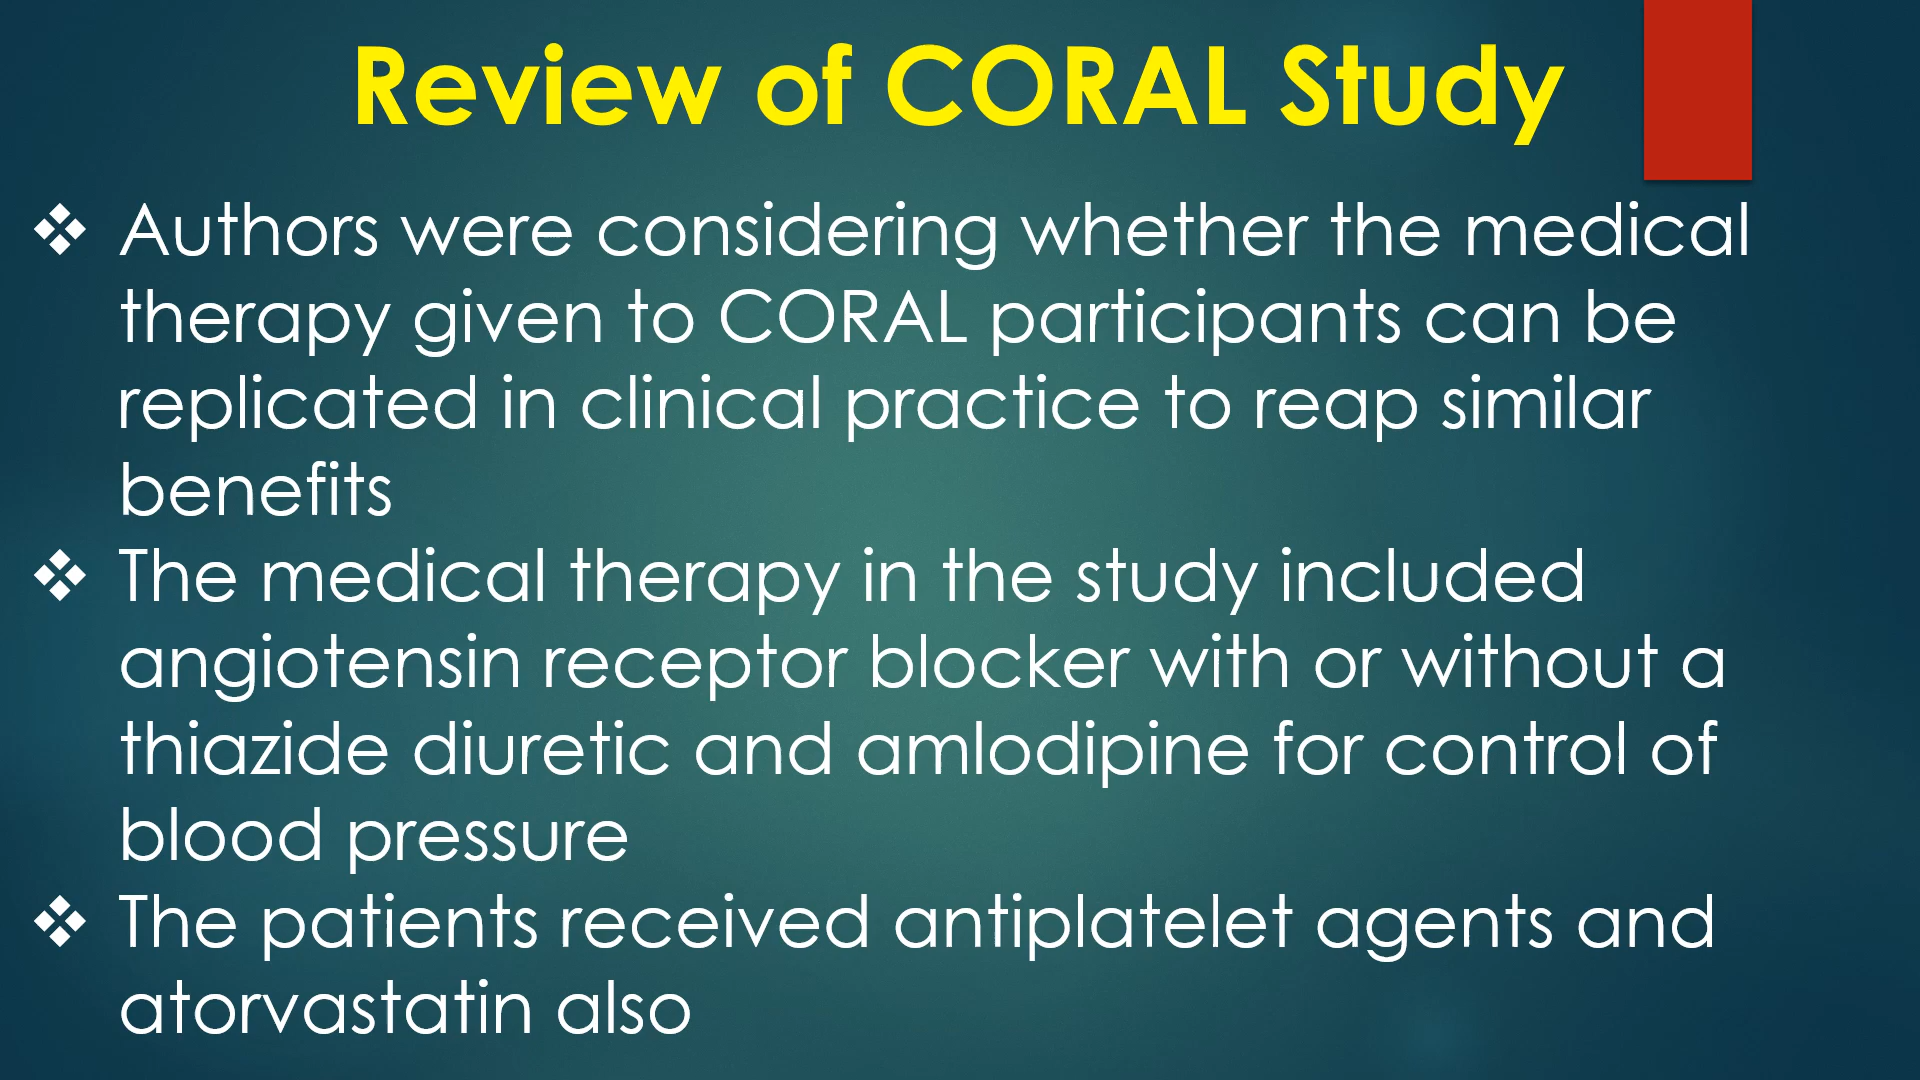 Review of CORAL Study
❖ Authors were considering whether the medical
therapy given to CORAL participants can be
replicated in clinical practice to reap similar
benefits
❖ The medical therapy in the study included
angiotensin receptor blocker with or without a
thiazide diuretic and amlodipine for control of
blood pressure
❖ The patients received antiplatelet agents and
atorvastatin also